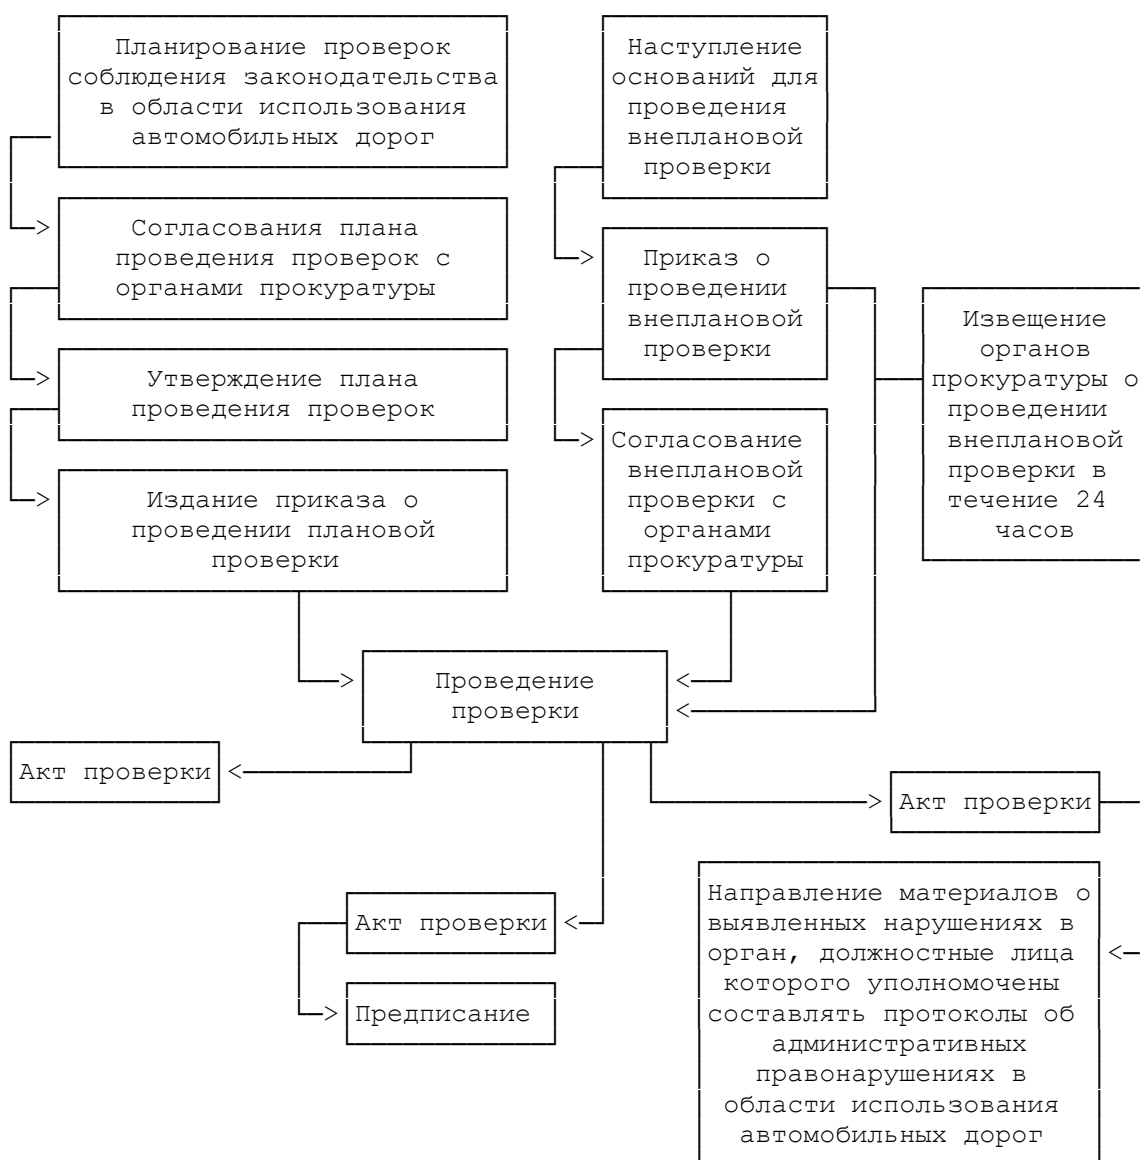 Планирование проверок
соблюдения законодательства
в области использования
автомобильных дорог
Согласования плана
проведения проверок с
органами прокуратуры
Утверждение плана
проведения проверок
Издание приказа о
проведении плановой
проверки
Наступление
оснований для
проведения
внеплановой
проверки
Приказ о
проведении
внеплановой
проверки
Согласование
внеплановой
проверки с
органами
прокуратуры
Извещение
органов
прокуратуры о
проведении
внеплановой
проверки в
течение 24
часов
Проведение
проверки
Акт проверки
Акт проверки
Предписание
Акт проверки
Направление материалов о
выявленных нарушениях в
орган, должностные лица
которого уполномочены
составлять протоколы об
административных
правонарушениях в
области использования
автомобильных дорог